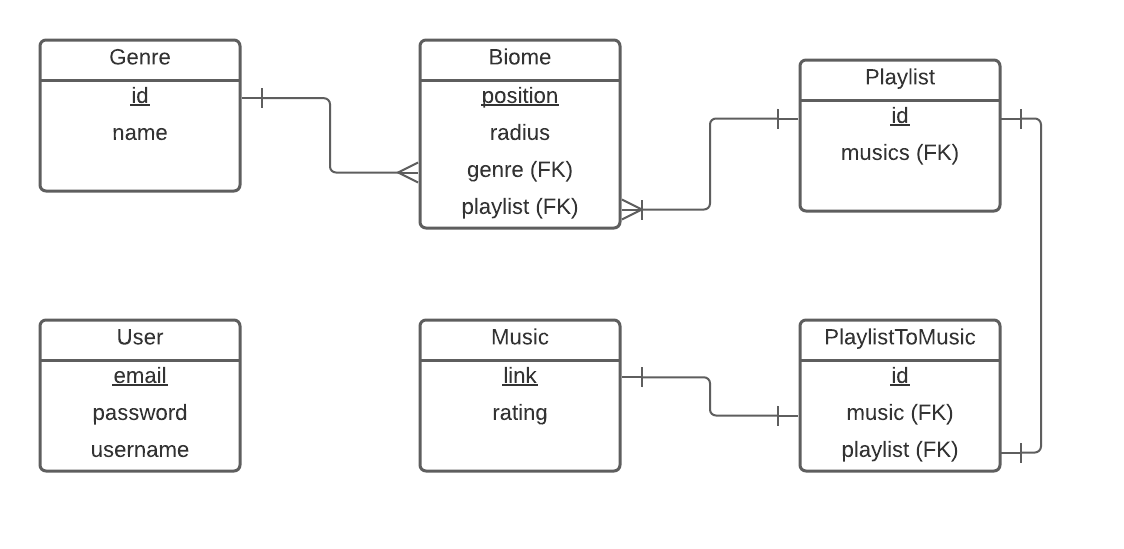 Genre
id
name
Biome
position
radius
genre (FK)
playlist (FK)
Playlist
id
musics (FK)
User
email
password
username
Music
link
rating
PlaylistToMusic
id
music (FK)
playlist (FK)